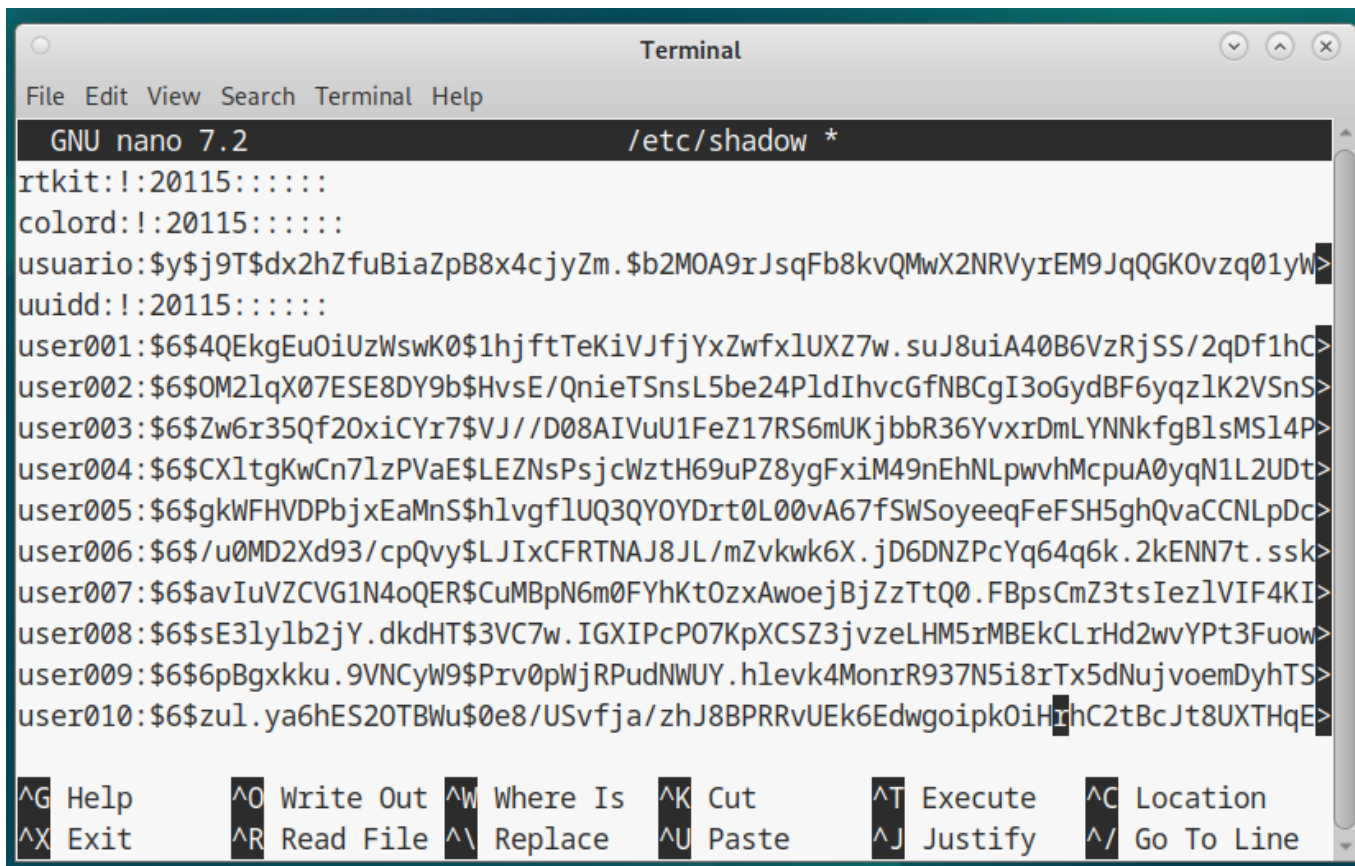 Terminal
File Edit View Search Terminal Help
GNU nano 7.2 /etc/shadow *
rtkit:!:20115::::::
colord:!:20115::::::
usuario:$y$j9T$dx2hZfuBiaZpB8x4cjyZm.$b2MOA9rJsqFb8kvQMwX2NRVyrEM9JqQGKOvzq01yW>
uuidd:!:20115::::::
user001:$6$4QEkgEuOiUzWswK0$1hjftTeKiVJfjYxZwfxlUXZ7w.suJ8uiA40B6VzRjSS/2qDf1hC>
user002:$6$OM2lqX07ESE8DY9b$HvsE/QnieTSnsL5be24PldIhvcGfNBCgI3oGydBF6yqzlK2VSnS>
user003:$6$Zw6r35Qf2OxiCYr7$VJ//D08AIVuU1FeZ17RS6mUKjbbR36YvxrDmLYNNkfgBlsMSl4P>
user004:$6$CXltgKwCn7lzPVaE$LEZNsPsjcWztH69uPZ8ygFxiM49nEhNLpwvhMcpuA0yqN1L2UDt>
user005:$6$gkWFHVDPbjxEaMnS$hlvgflUQ3QYOYDrt0L00vA67fSWSoyeeqFeFSH5ghQvaCCNLpDc>
user006:$6$/u0MD2Xd93/cpQvy$LJIxCFRTNAJ8JL/mZvkwk6X.jD6DNZPcYq64q6k.2kENN7t.ssk>
user007:$6$avIuVZCVG1N4oQER$CuMBpN6m0FYhKtOzxAwoejBjZzTtQ0.FBpsCmZ3tsIezlVIF4KI>
user008:$6$sE3lylb2jY.dkdHT$3VC7w.IGXIPcPO7KpXCSZ3jvzeLHM5rMBEkCLrHd2wvYPt3Fuow>
user009:$6$6pBgxkku.9VNCyW9$Prv0pWjRPudNWUY.hlevk4MonrR937N5i8rTx5dNujvoemDyhTS>
user010:$6$zul.ya6hES2OTBWu$0e8/USvfja/zhJ8BPRRvUEk6EdwgoipkOiHrhC2tBcJt8UXTHqE>
^G Help ^O Write Out ^W Where Is ^K Cut ^T Execute ^C Location
^X Exit ^R Read File ^\ Replace ^U Paste ^J Justify ^/ Go To Line